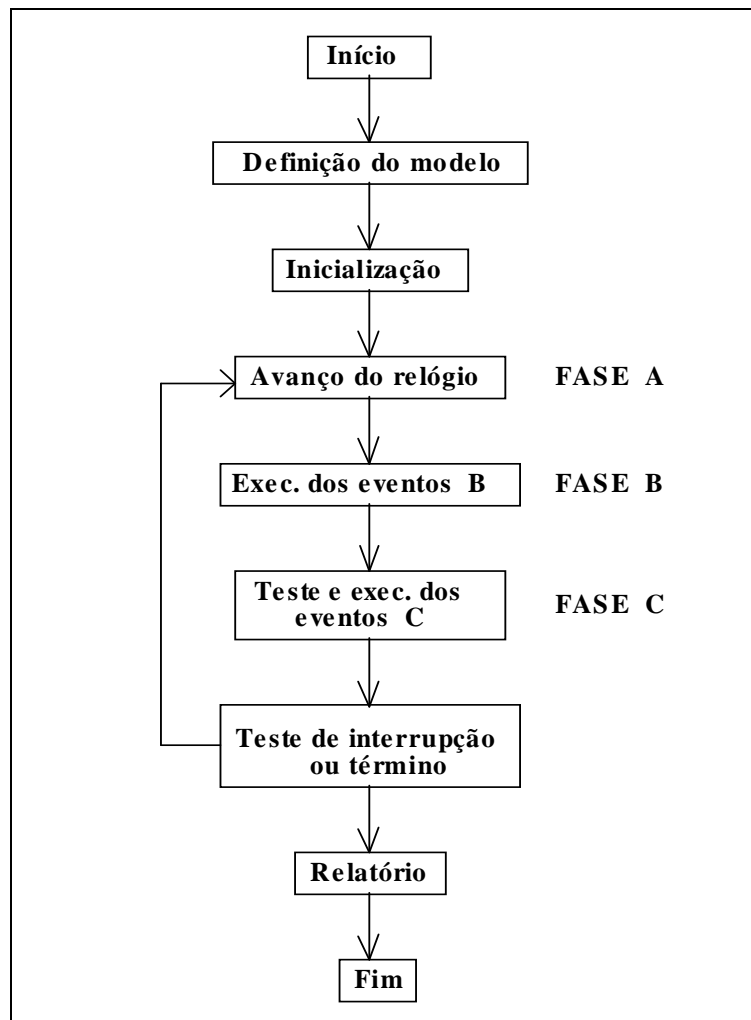 Início
Definição do modelo
Inicialização
Avanço do relógio FASE A
Exec. dos eventos B FASE B
Teste e exec. dos
eventos C
FASE C
Teste de interrupção
ou término
Relatório
Fim